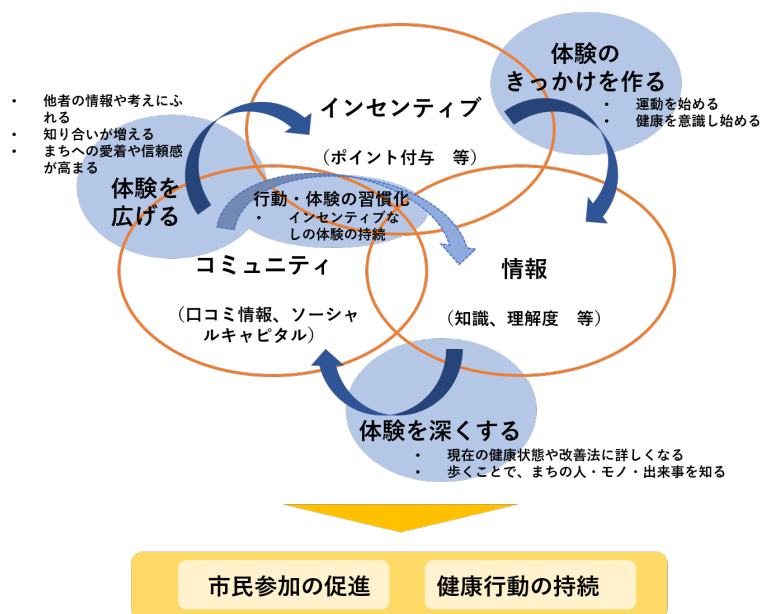 体験の
きっかけを作る
• 運動を始める
• 健康を意識し始める
• 他者の情報や考えにふ
れる
• 知り合いが増える
• まちへの愛着や信頼感
が高まる
体験を
広げる
インセンティブ
（ポイント付与　等）
行動・体験の習慣化
• インセンティブな
しの体験の持続
コミュニティ
（口コミ情報、ソーシャ
ルキャピタル）
情報
（知識、理解度　等）
体験を深くする
• 現在の健康状態や改善法に詳しくなる
• 歩くことで、まちの人・モノ・出来事を知る
市民参加の促進
健康行動の持続